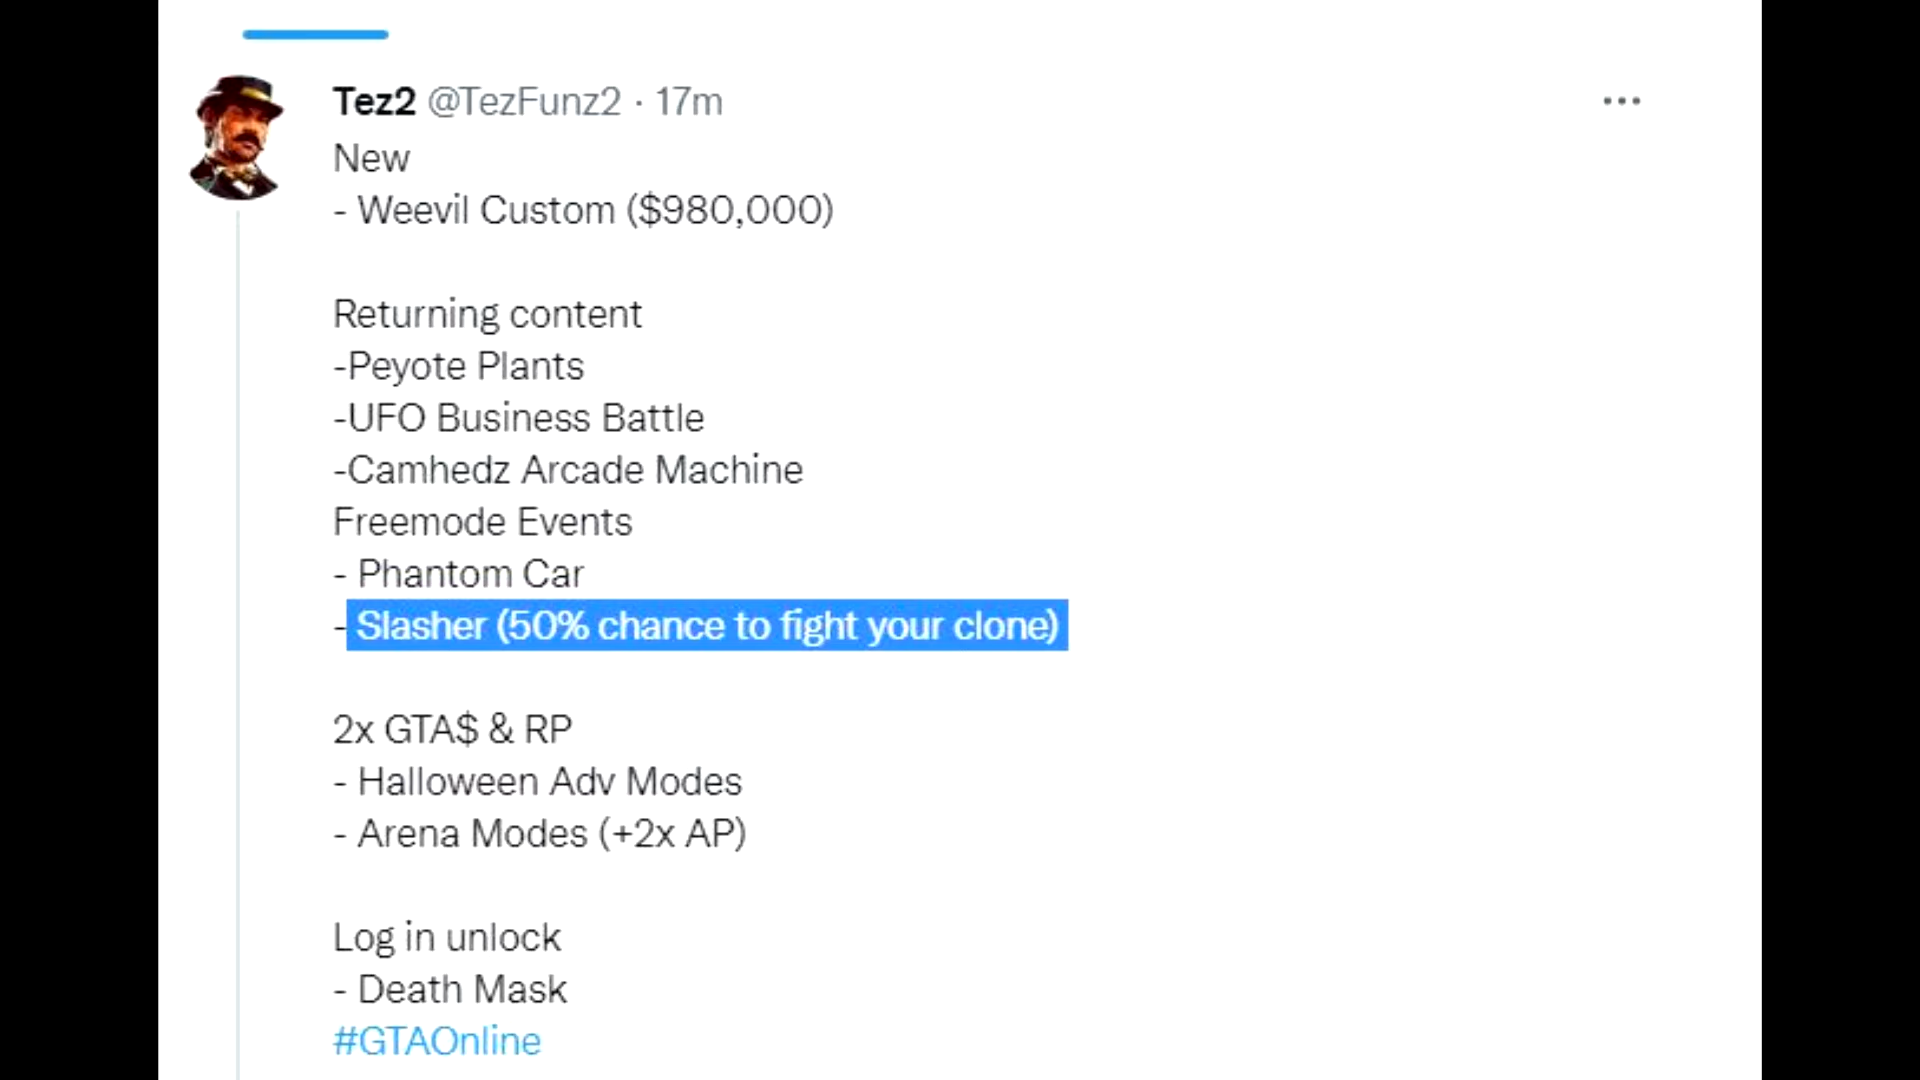 Tez2 @TezFunz2 · 17m
New
- Weevil Custom ($980,000)
Returning content
-Peyote Plants
-UFO Business Battle
-Camhedz Arcade Machine
Freemode Events
- Phantom Car
- Slasher (50% chance to fight your clone)
2x GTA$ & RP
- Halloween Adv Modes
- Arena Modes (+2x AP)
Log in unlock
- Death Mask
#GTAOnline